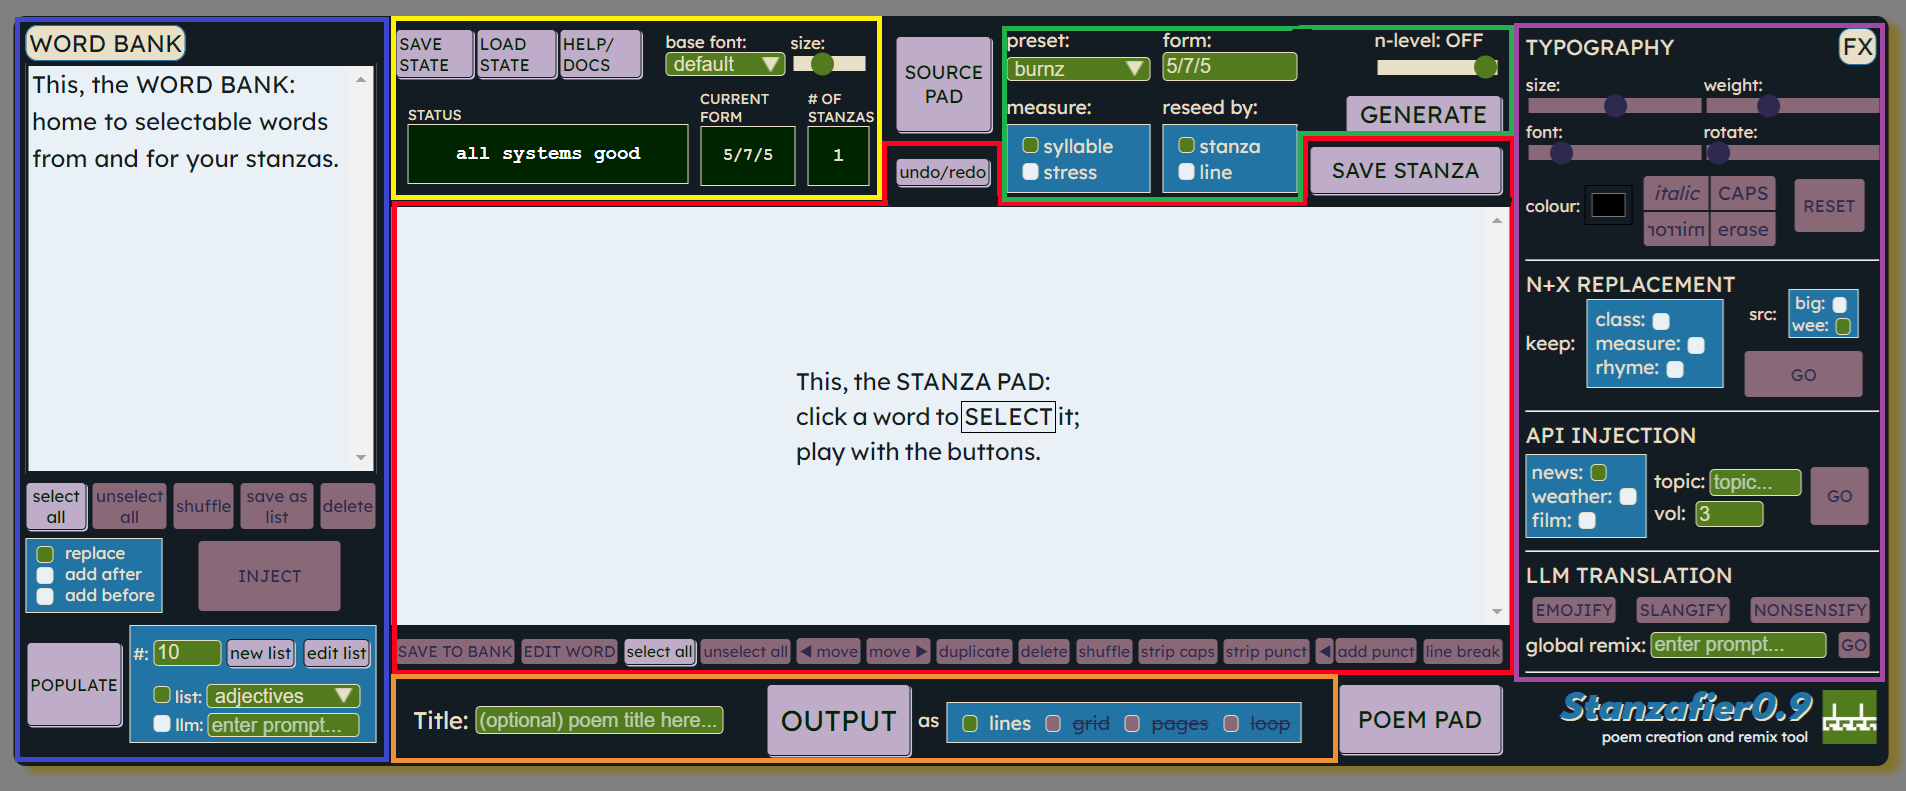 WORD BANK
This, the WORD BANK:
home to selectable words
from and for your stanzas.
select all
unselect all
shuffle
save as list
delete
replace
add after
add before
INJECT
POPULATE
#: 10
new list
edit list
list: adjectives
llm: enter prompt...
SAVE STATE
LOAD STATE
HELP/ DOCS
base font: default
size:
STATUS
all systems good
CURRENT FORM
5/7/5
# OF STANZAS
1
SOURCE PAD
undo/redo
preset: burnz
form: 5/7/5
n-level: OFF
measure:
syllable
stress
reseed by:
stanza
line
GENERATE
SAVE STANZA
This, the STANZA PAD:
click a word to SELECT it;
play with the buttons.
SAVE TO BANK
EDIT WORD
select all
unselect all
◀ move
move ▶
duplicate
delete
shuffle
strip caps
strip punct
◀ add punct
line break
Title: (optional) poem title here...
OUTPUT as
lines
grid
pages
loop
POEM PAD
TYPOGRAPHY
FX
size:
weight:
font:
rotate:
colour:
italic
CAPS
mirror
erase
RESET
N+X REPLACEMENT
keep:
class:
measure:
rhyme:
src:
big:
wee:
GO
API INJECTION
news:
weather:
film:
topic: topic...
vol: 3
GO
LLM TRANSLATION
EMOJIFY
SLANGIFY
NONSENSIFY
global remix: enter prompt...
GO
Stanzafier0.9
poem creation and remix tool